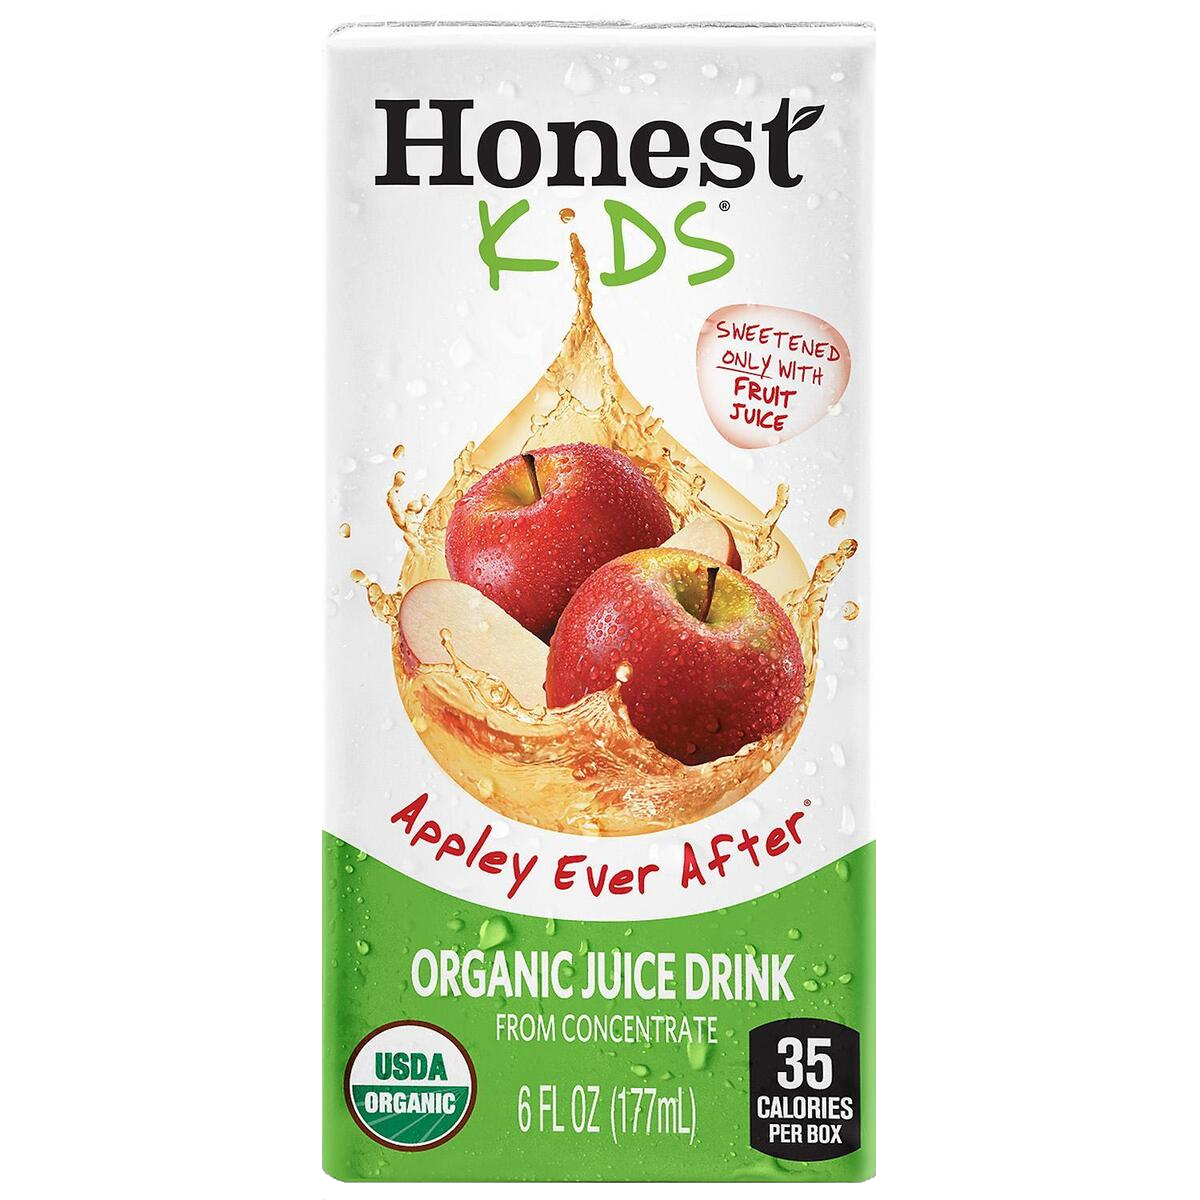 Honest
KiDS®
SWEETENED
ONLY WITH
FRUIT
JUICE
Appley Ever After®
ORGANIC JUICE DRINK
FROM CONCENTRATE
USDA
ORGANIC
6 FL OZ (177mL)
35
CALORIES
PER BOX